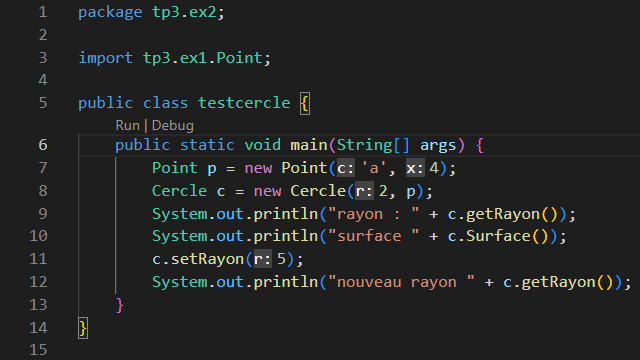 1 package tp3.ex2;
2
3 import tp3.ex1.Point;
4
5 public class testcercle {
Run | Debug
6 public static void main(String[] args) {
7 Point p = new Point(c: 'a', x: 4);
8 Cercle c = new Cercle(r: 2, p);
9 System.out.println("rayon : " + c.getRayon());
10 System.out.println("surface " + c.Surface());
11 c.setRayon(r: 5);
12 System.out.println("nouveau rayon " + c.getRayon());
13 }
14 }
15